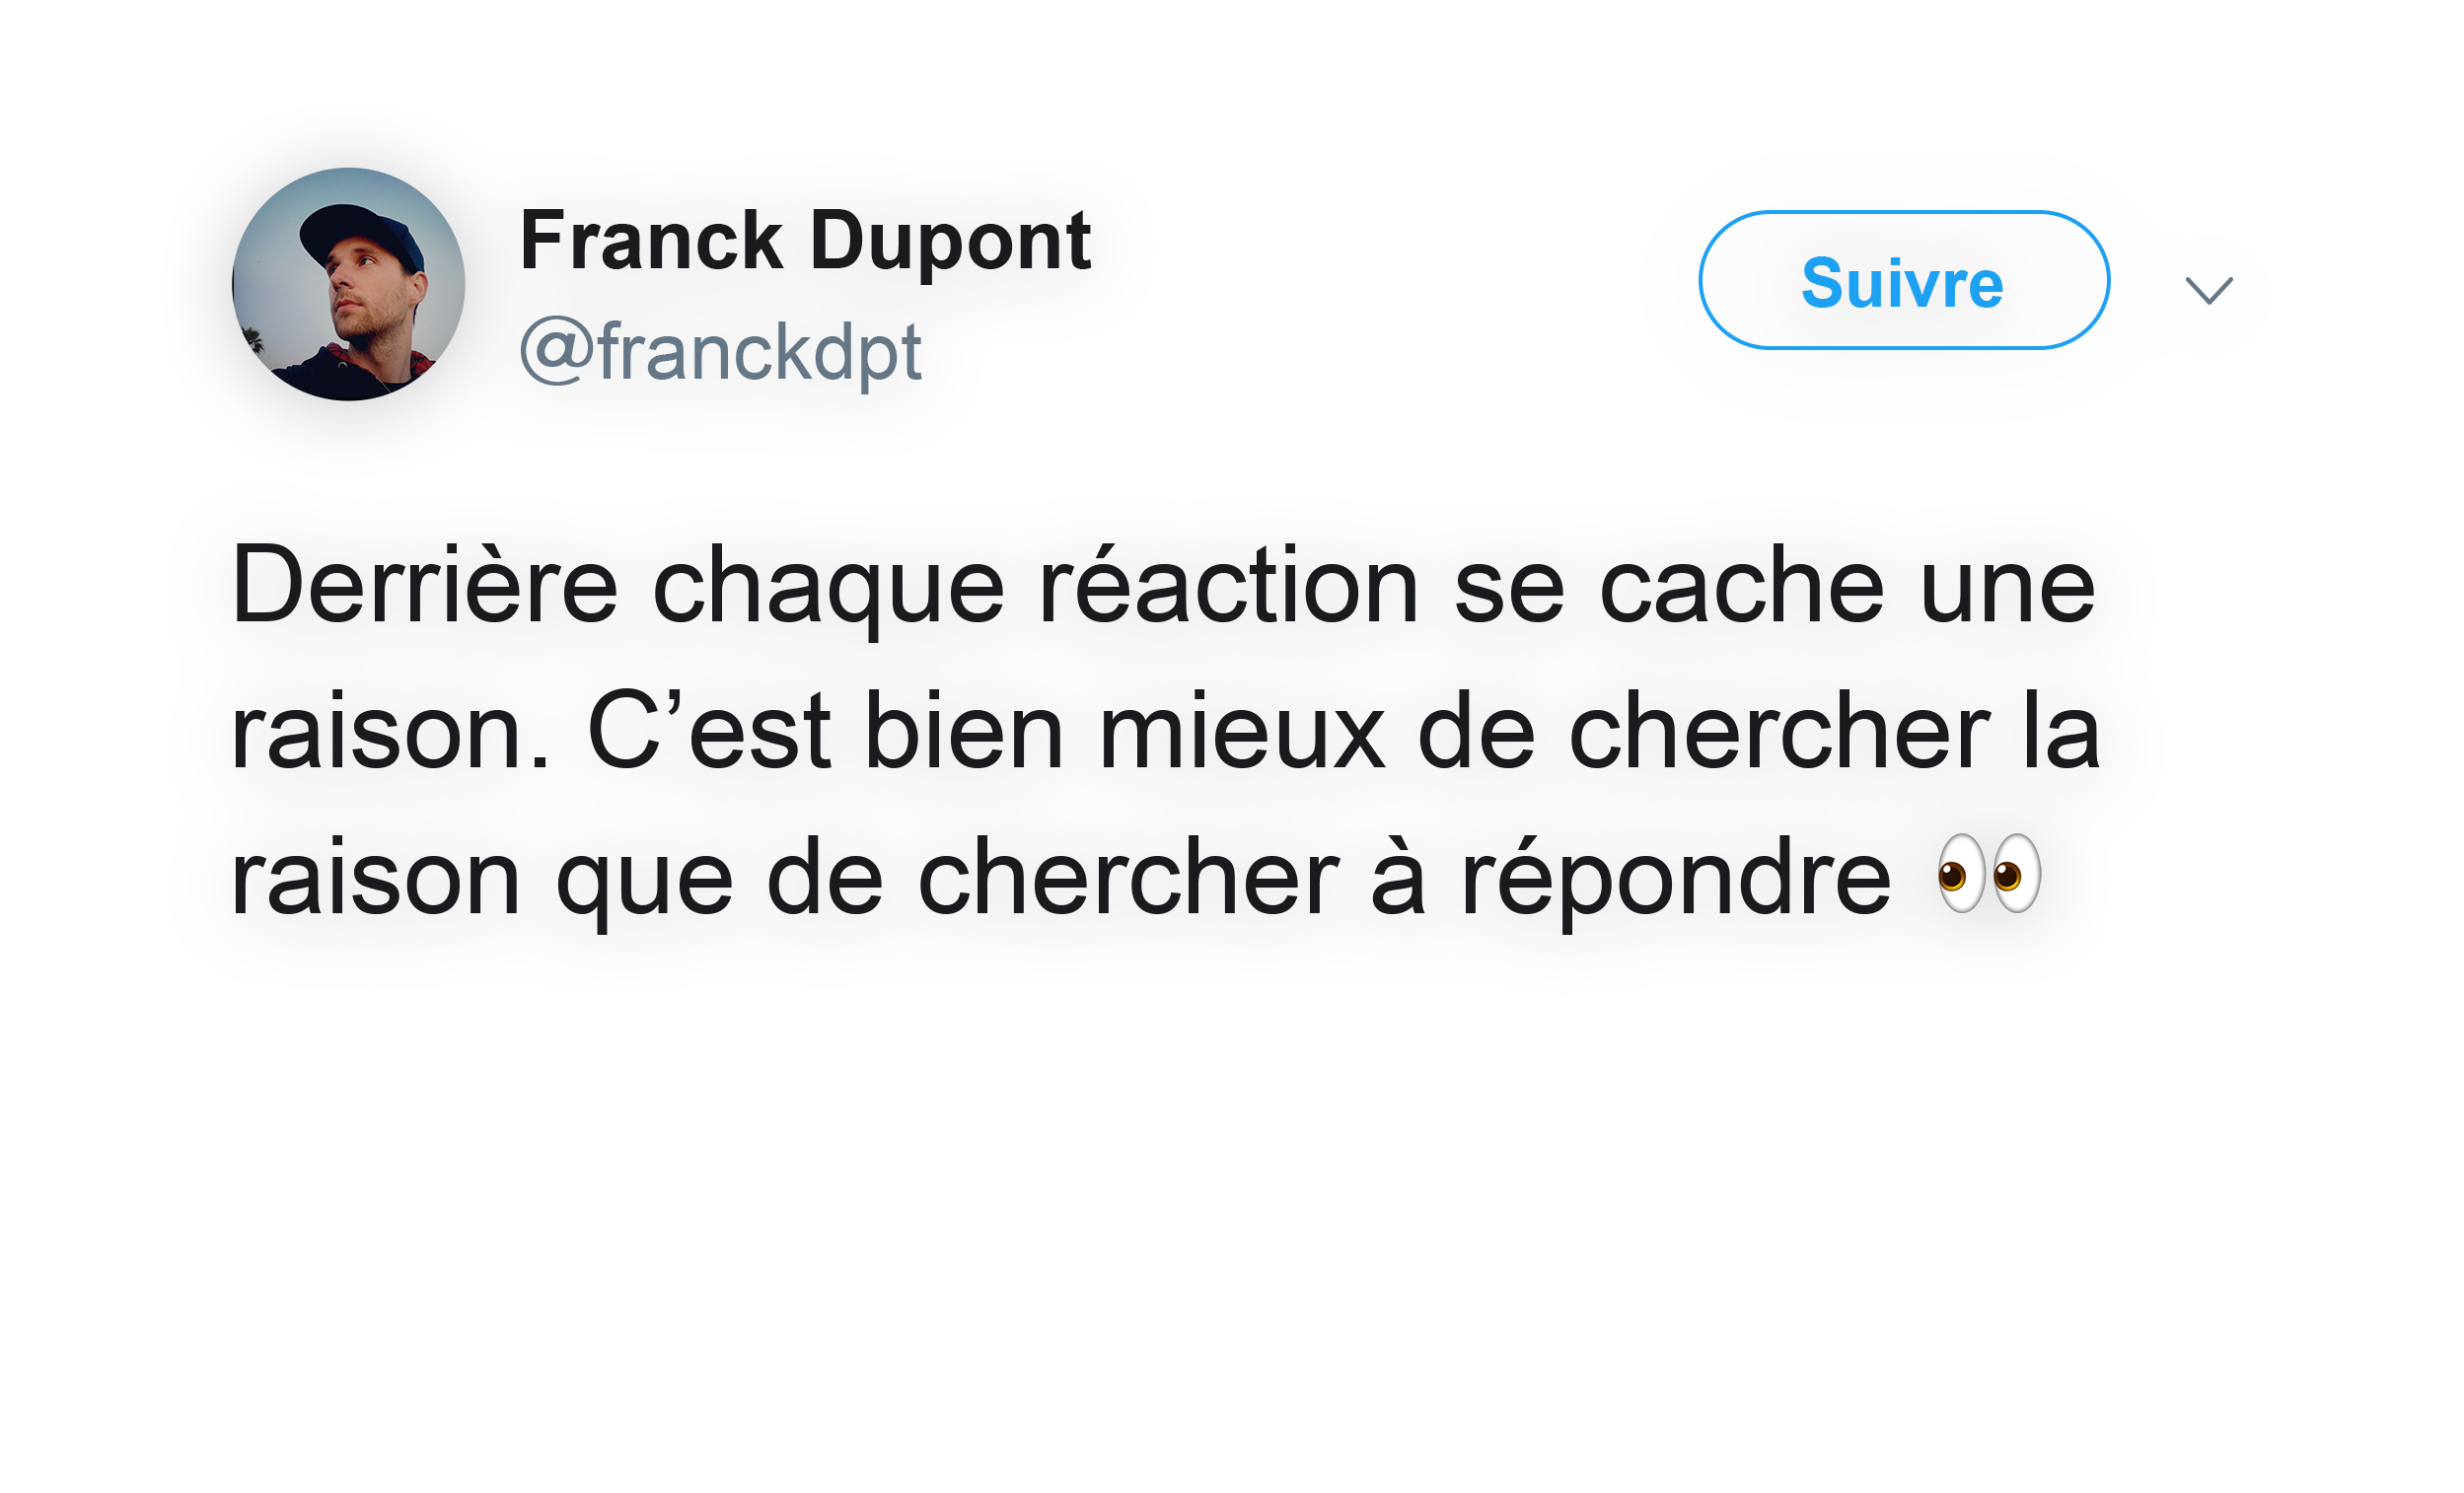 Franck Dupont
@franckdpt
Suivre
Derrière chaque réaction se cache une
raison. C’est bien mieux de chercher la
raison que de chercher à répondre 👀